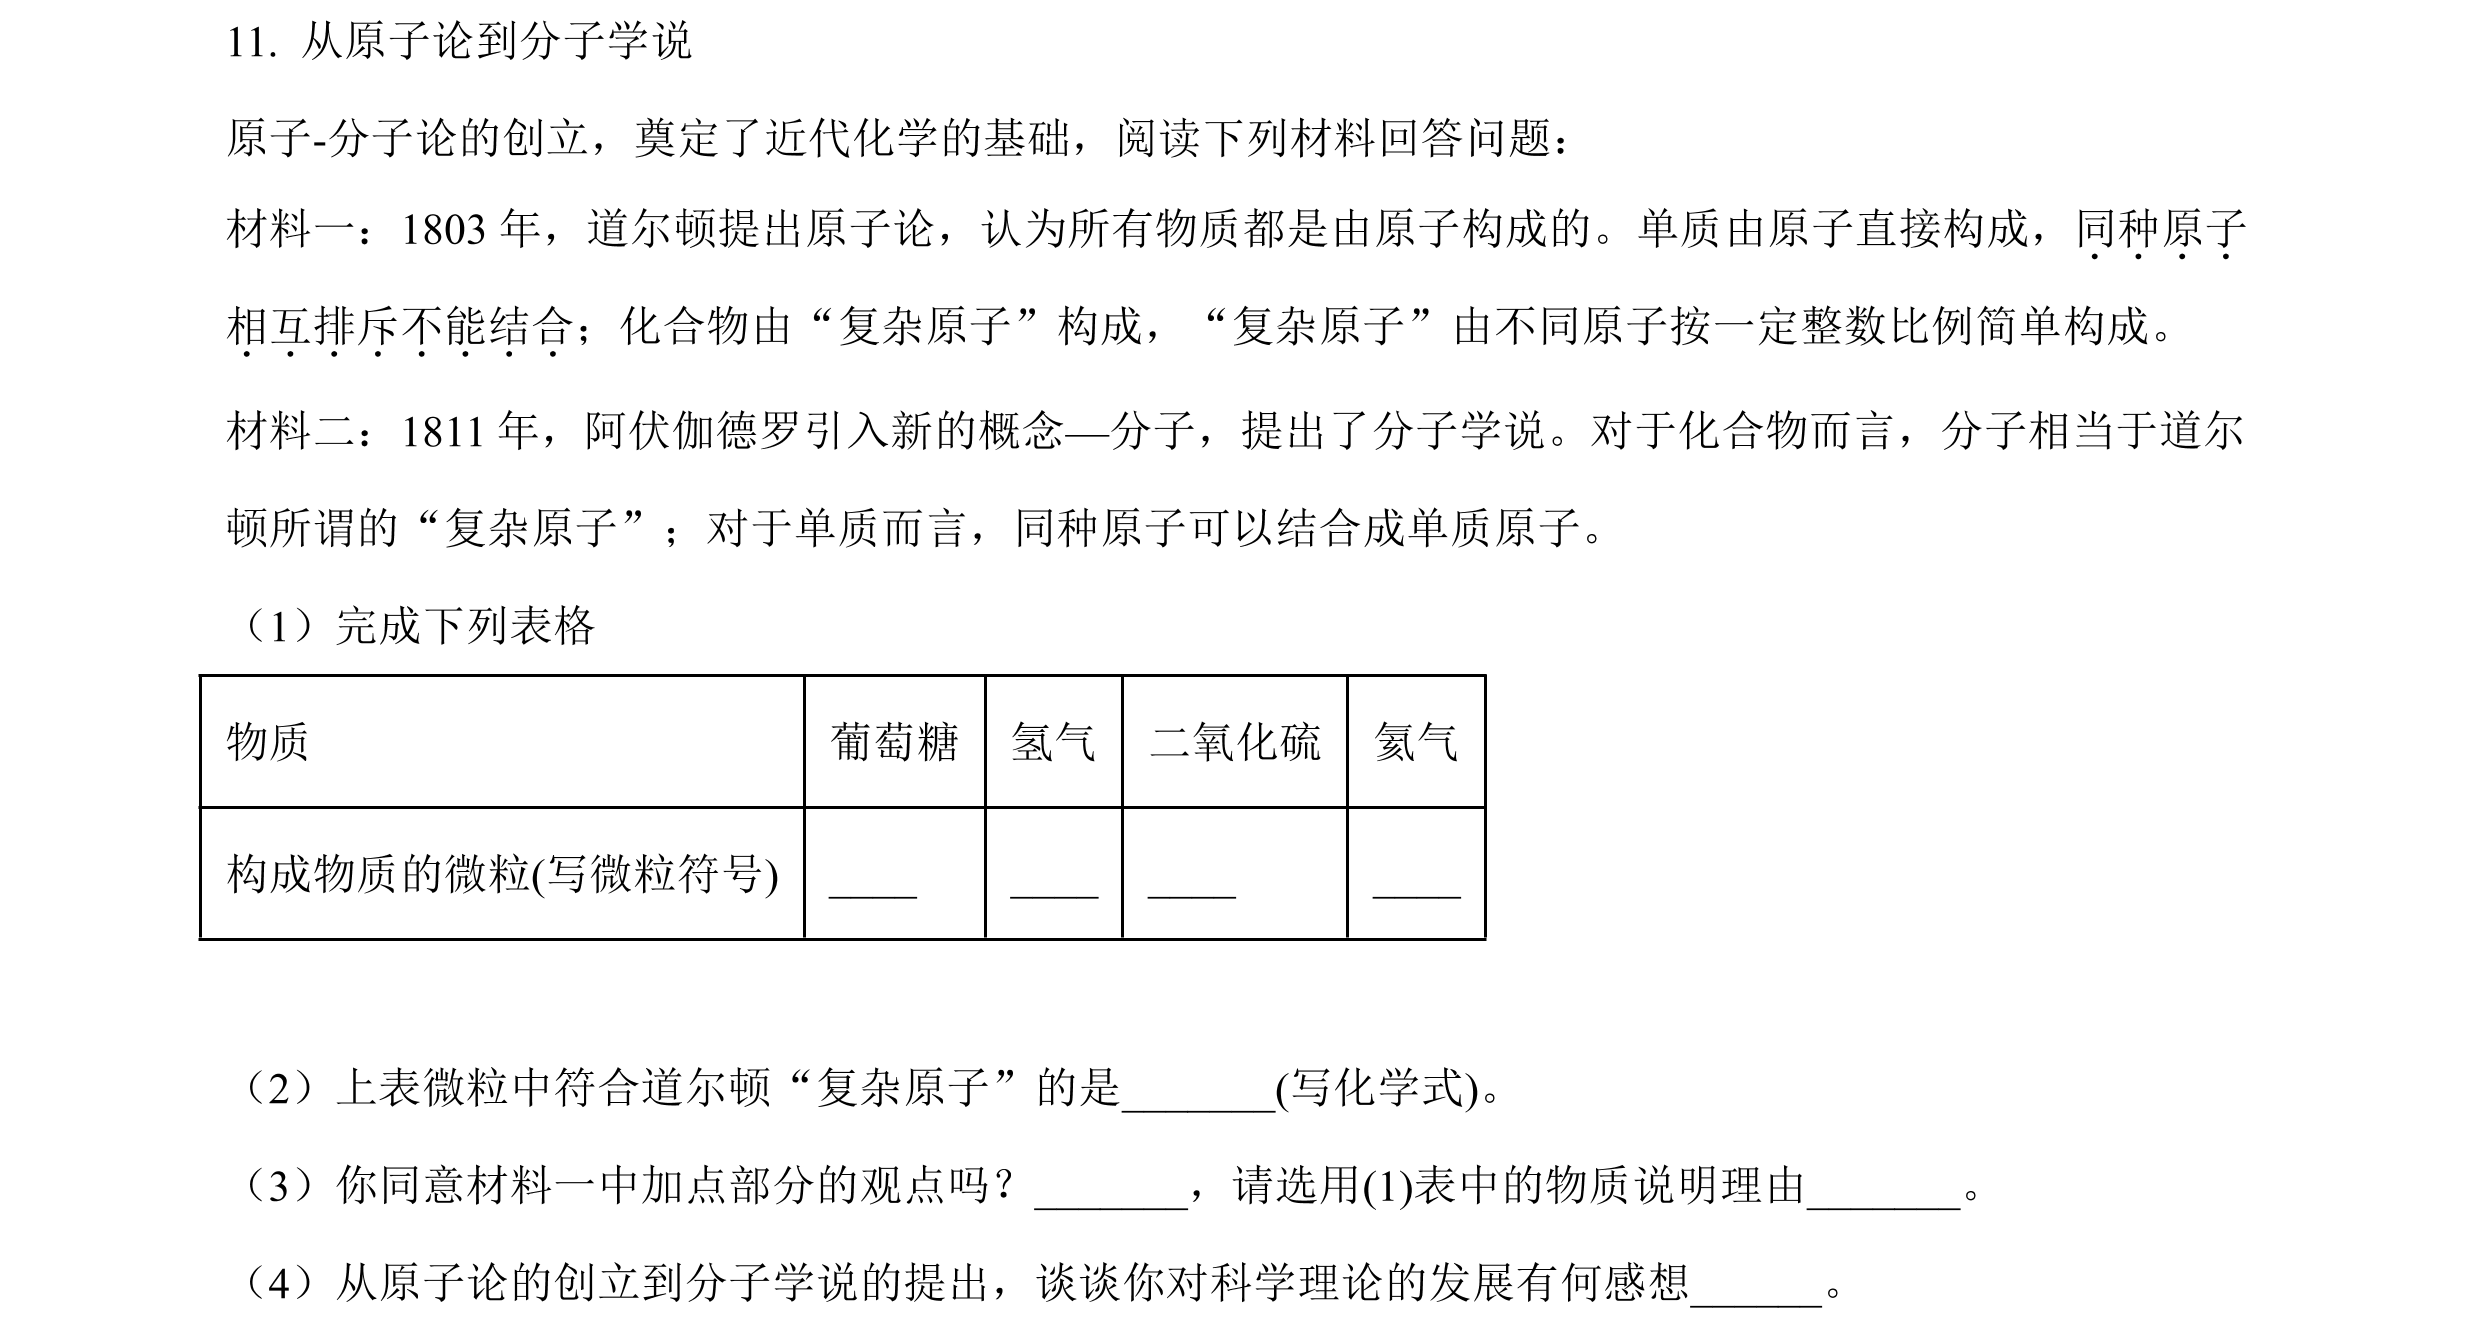 11. 从原子论到分子学说
原子-分子论的创立，奠定了近代化学的基础，阅读下列材料回答问题：
材料一：1803 年，道尔顿提出原子论，认为所有物质都是由原子构成的。单质由原子直接构成，同种原子
相互排斥不能结合；化合物由“复杂原子”构成，“复杂原子”由不同原子按一定整数比例简单构成。
材料二：1811 年，阿伏伽德罗引入新的概念—分子，提出了分子学说。对于化合物而言，分子相当于道尔
顿所谓的“复杂原子”；对于单质而言，同种原子可以结合成单质原子。
（1）完成下列表格
物质 葡萄糖 氢气 二氧化硫 氦气
构成物质的微粒(写微粒符号) ____ ____ ____ ____
（2）上表微粒中符合道尔顿“复杂原子”的是_______(写化学式)。
（3）你同意材料一中加点部分的观点吗？_______，请选用(1)表中的物质说明理由_______。
（4）从原子论的创立到分子学说的提出，谈谈你对科学理论的发展有何感想______。